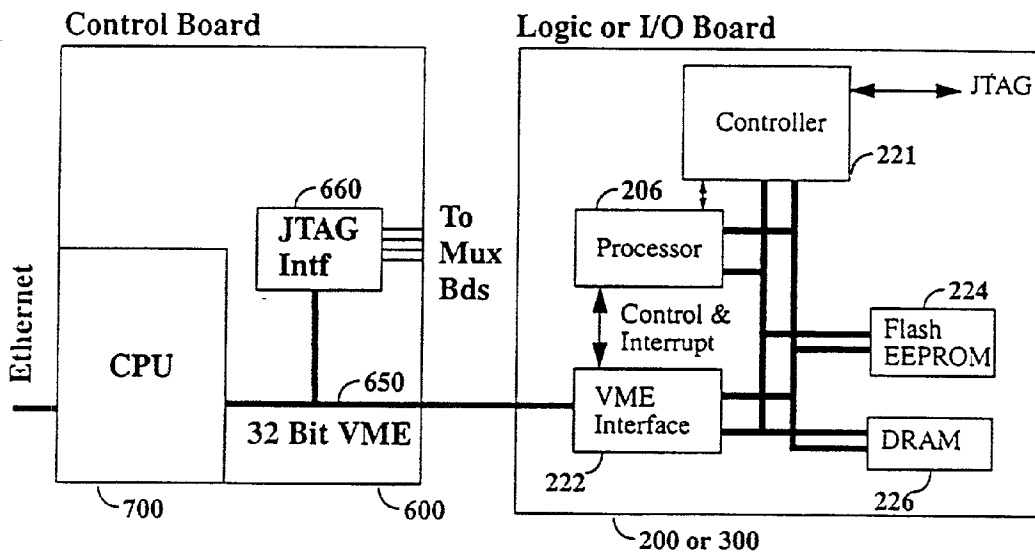 Control Board
Logic or I/O Board
JTAG
Controller
221
660
JTAG
Intf
To
Mux
Bds
206
Processor
Control &
Interrupt
224
Flash
EEPROM
Ethernet
CPU
650
32 Bit VME
VME
Interface
222
DRAM
226
700
600
200 or 300